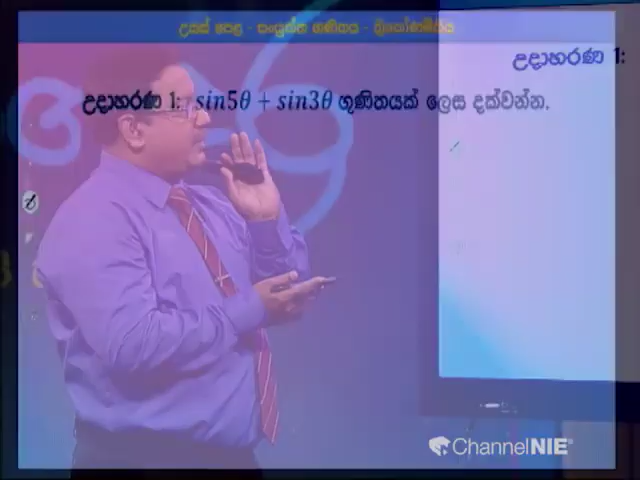 උසස් පෙළ - සංයුක්ත ගණිතය - ත්‍රිකෝණමිතිය
උදාහරණ 1:
උදාහරණ 1: sin5θ + sin3θ ගුණිතයක් ලෙස දක්වන්න.
ChannelNIE